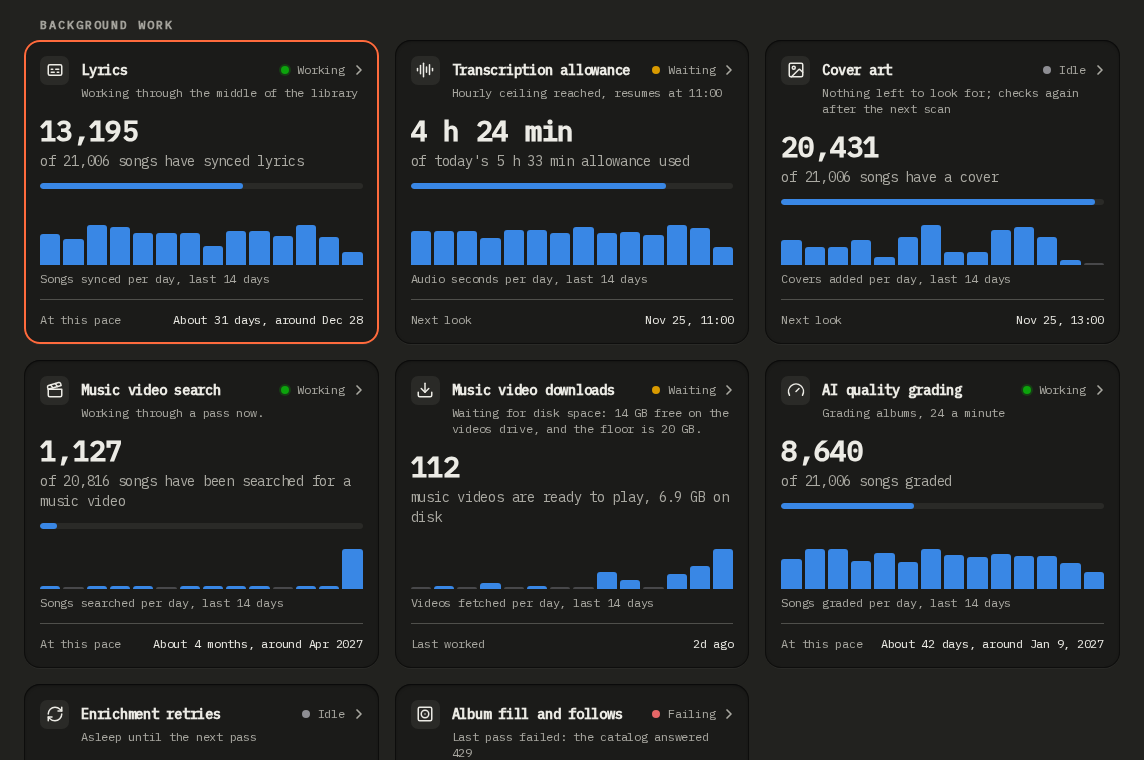 BACKGROUND WORK
Lyrics
Working
Working through the middle of the library
13,195
of 21,006 songs have synced lyrics
Songs synced per day, last 14 days
At this pace
About 31 days, around Dec 28
Transcription allowance
Waiting
Hourly ceiling reached, resumes at 11:00
4 h 24 min
of today's 5 h 33 min allowance used
Audio seconds per day, last 14 days
Next look
Nov 25, 11:00
Cover art
Idle
Nothing left to look for; checks again
after the next scan
20,431
of 21,006 songs have a cover
Covers added per day, last 14 days
Next look
Nov 25, 13:00
Music video search
Working
Working through a pass now.
1,127
of 20,816 songs have been searched for a
music video
Songs searched per day, last 14 days
At this pace
About 4 months, around Apr 2027
Music video downloads
Waiting
Waiting for disk space: 14 GB free on the
videos drive, and the floor is 20 GB.
112
music videos are ready to play, 6.9 GB on
disk
Videos fetched per day, last 14 days
Last worked
2d ago
AI quality grading
Working
Grading albums, 24 a minute
8,640
of 21,006 songs graded
Songs graded per day, last 14 days
At this pace
About 42 days, around Jan 9, 2027
Enrichment retries
Idle
Asleep until the next pass
Album fill and follows
Failing
Last pass failed: the catalog answered
429